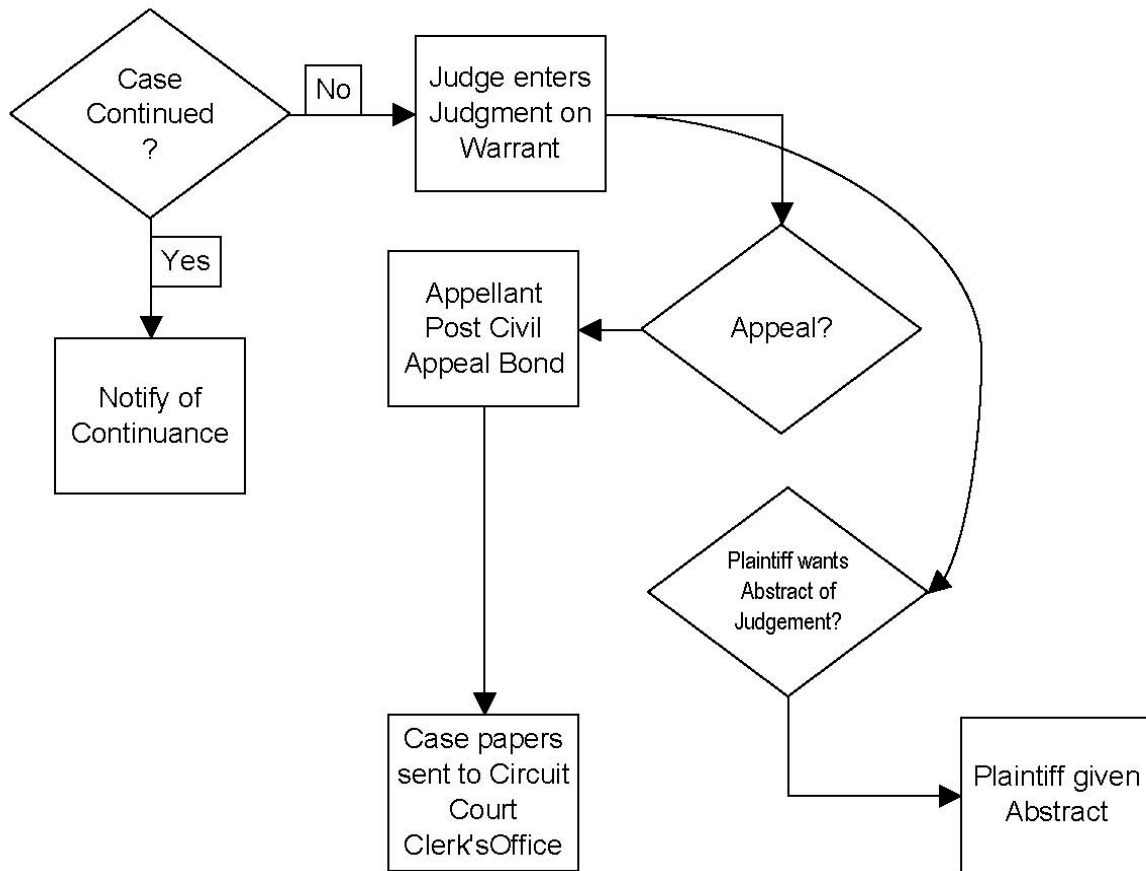 Case
Continued
?
No
Judge enters
Judgment on
Warrant
Yes
Notify of
Continuance
Appellant
Post Civil
Appeal Bond
Appeal?
Plaintiff wants
Abstract of
Judgement?
Case papers
sent to Circuit
Court
Clerk'sOffice
Plaintiff given
Abstract